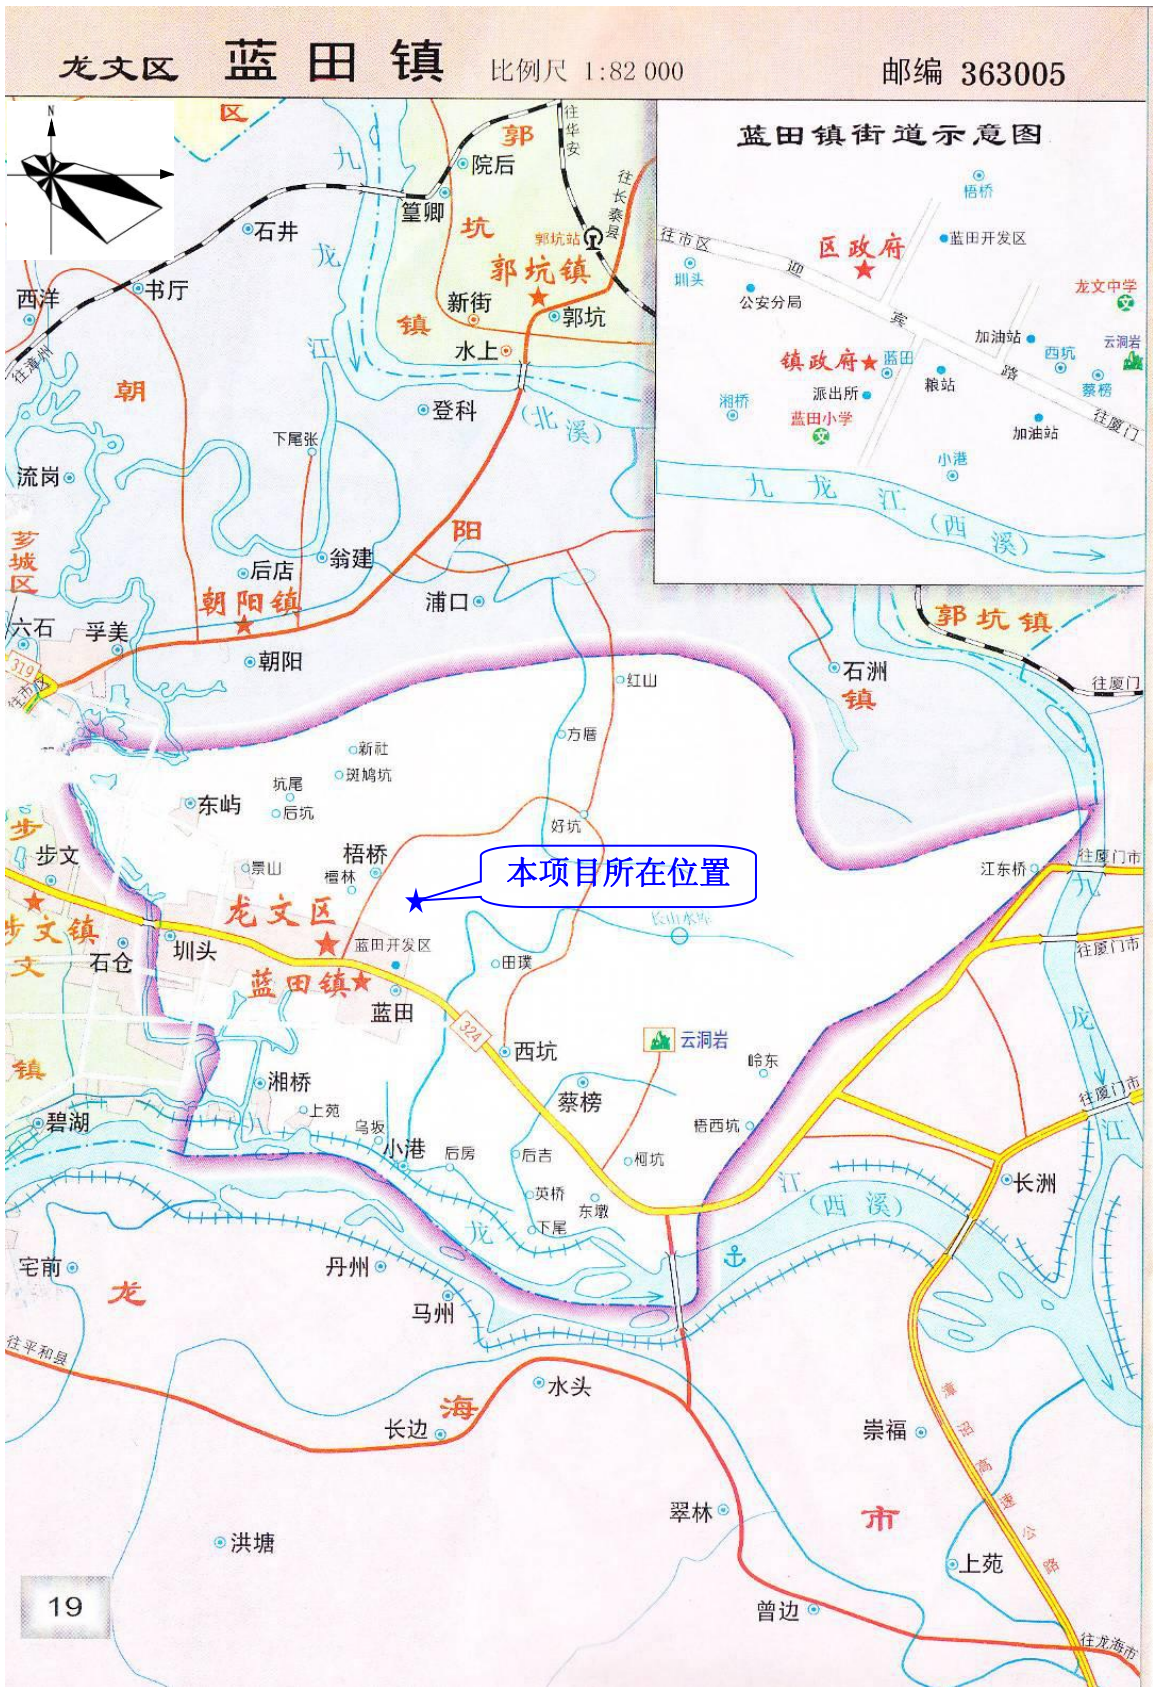 龙文区 蓝田镇 比例尺 1:82 000 邮编 363005
N
区
九
龙
江
(北溪)
郭
坑
镇
院后
篁卿
往华安
往长泰县
郭坑站
郭坑镇
新街
郭坑
水上
石井
书厅
西洋
往漳州
朝
登科
下尾张
流岗
芗城区
阳
翁建
后店
朝阳镇
浦口
六石
孚美
朝阳
319
往市区
蓝田镇街道示意图
梧桥
往市区
区政府
蓝田开发区
圳头
迎
公安分局
龙文中学
宾
加油站
云洞岩
镇政府
蓝田
西坑
路
粮站
蔡榜
派出所
湘桥
蓝田小学
加油站
往厦门
小港
九龙江(西溪)
郭坑镇
石洲
镇
往厦门
红山
方厝
新社
斑鸠坑
坑尾
后坑
东屿
好坑
步
步文
景山
梧桥
檀林
本项目所在位置
江东桥
往厦门市
九
龙文区
步文镇
文
石仓
圳头
蓝田开发区
长山水库
往厦门市
田璞
蓝田镇
蓝田
龙
324
西坑
云洞岩
岭东
镇
湘桥
蔡榜
往厦门市
碧湖
上苑
乌坂
梧西坑
江
小港
后房
后吉
柯坑
江
(西溪)
长洲
英桥
东墩
龙
下尾
宅前
丹州
龙
马州
往平和县
水头
海
长边
崇福
漳
高
速
公
路
翠林
市
洪塘
上苑
19
曾边
往龙海市